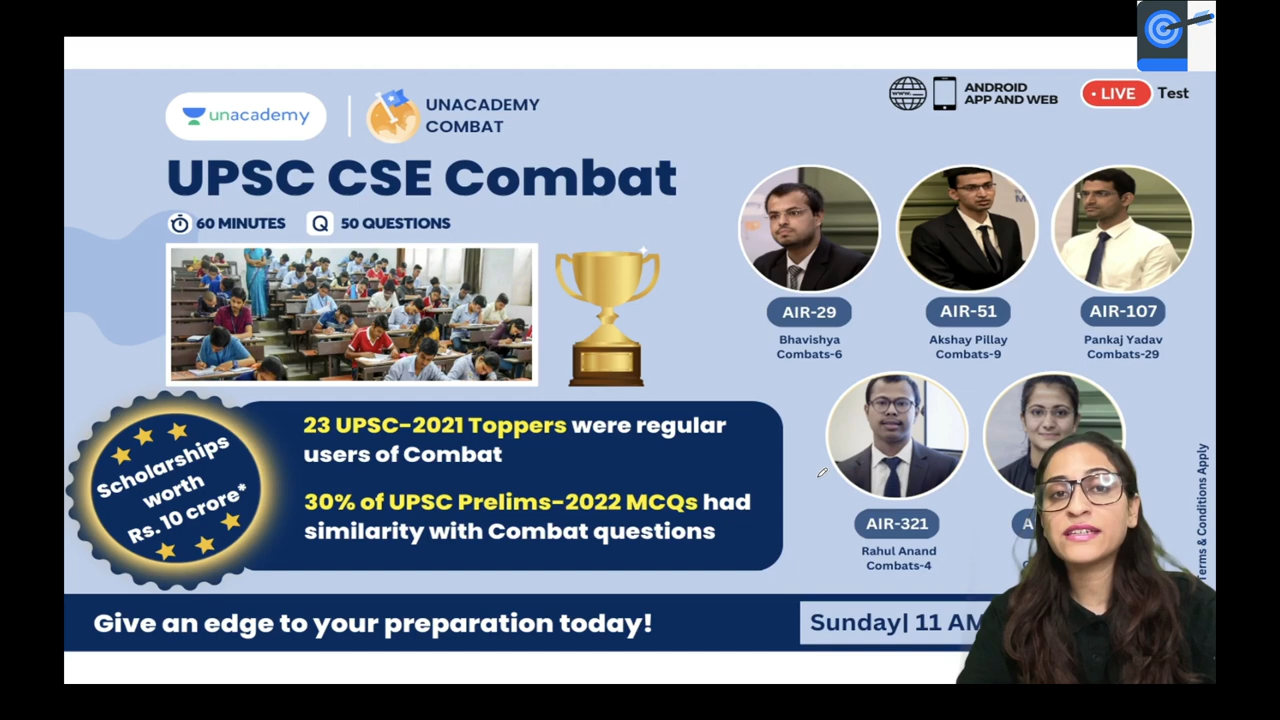 unacademy
UNACADEMY
COMBAT
www.
ANDROID
APP AND WEB
• LIVE Test
UPSC CSE Combat
60 MINUTES Q 50 QUESTIONS
AIR-29
Bhavishya
Combats-6
AIR-51
Akshay Pillay
Combats-9
AIR-107
Pankaj Yadav
Combats-29
Scholarships
worth
Rs. 10 crore*
23 UPSC-2021 Toppers were regular
users of Combat
30% of UPSC Prelims-2022 MCQs had
similarity with Combat questions
AIR-321
Rahul Anand
Combats-4
Terms & Conditions Apply
Give an edge to your preparation today!
Sunday| 11 AM